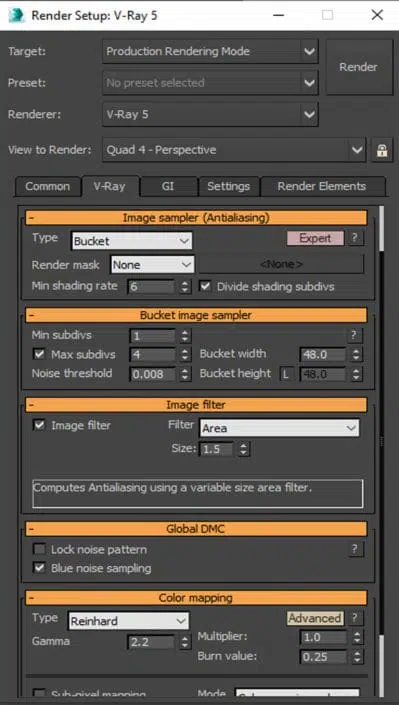 Render Setup: V-Ray 5
Target: Production Rendering Mode
Render
Preset: No preset selected
Renderer: V-Ray 5
View to Render: Quad 4 - Perspective
Common V-Ray GI Settings Render Elements
- Image sampler (Antialiasing)
Type Bucket Expert ?
Render mask None <None>
Min shading rate 6 Divide shading subdivs
- Bucket image sampler
Min subdivs 1 ?
Max subdivs 4 Bucket width 48.0
Noise threshold 0.008 Bucket height L 48.0
- Image filter
Image filter Filter Area
Size: 1.5
Computes Antialiasing using a variable size area filter.
- Global DMC
Lock noise pattern ?
Blue noise sampling
- Color mapping
Type Reinhard Advanced ?
Gamma 2.2 Multiplier: 1.0
Burn value: 0.25
Sub-pixel mapping Mode